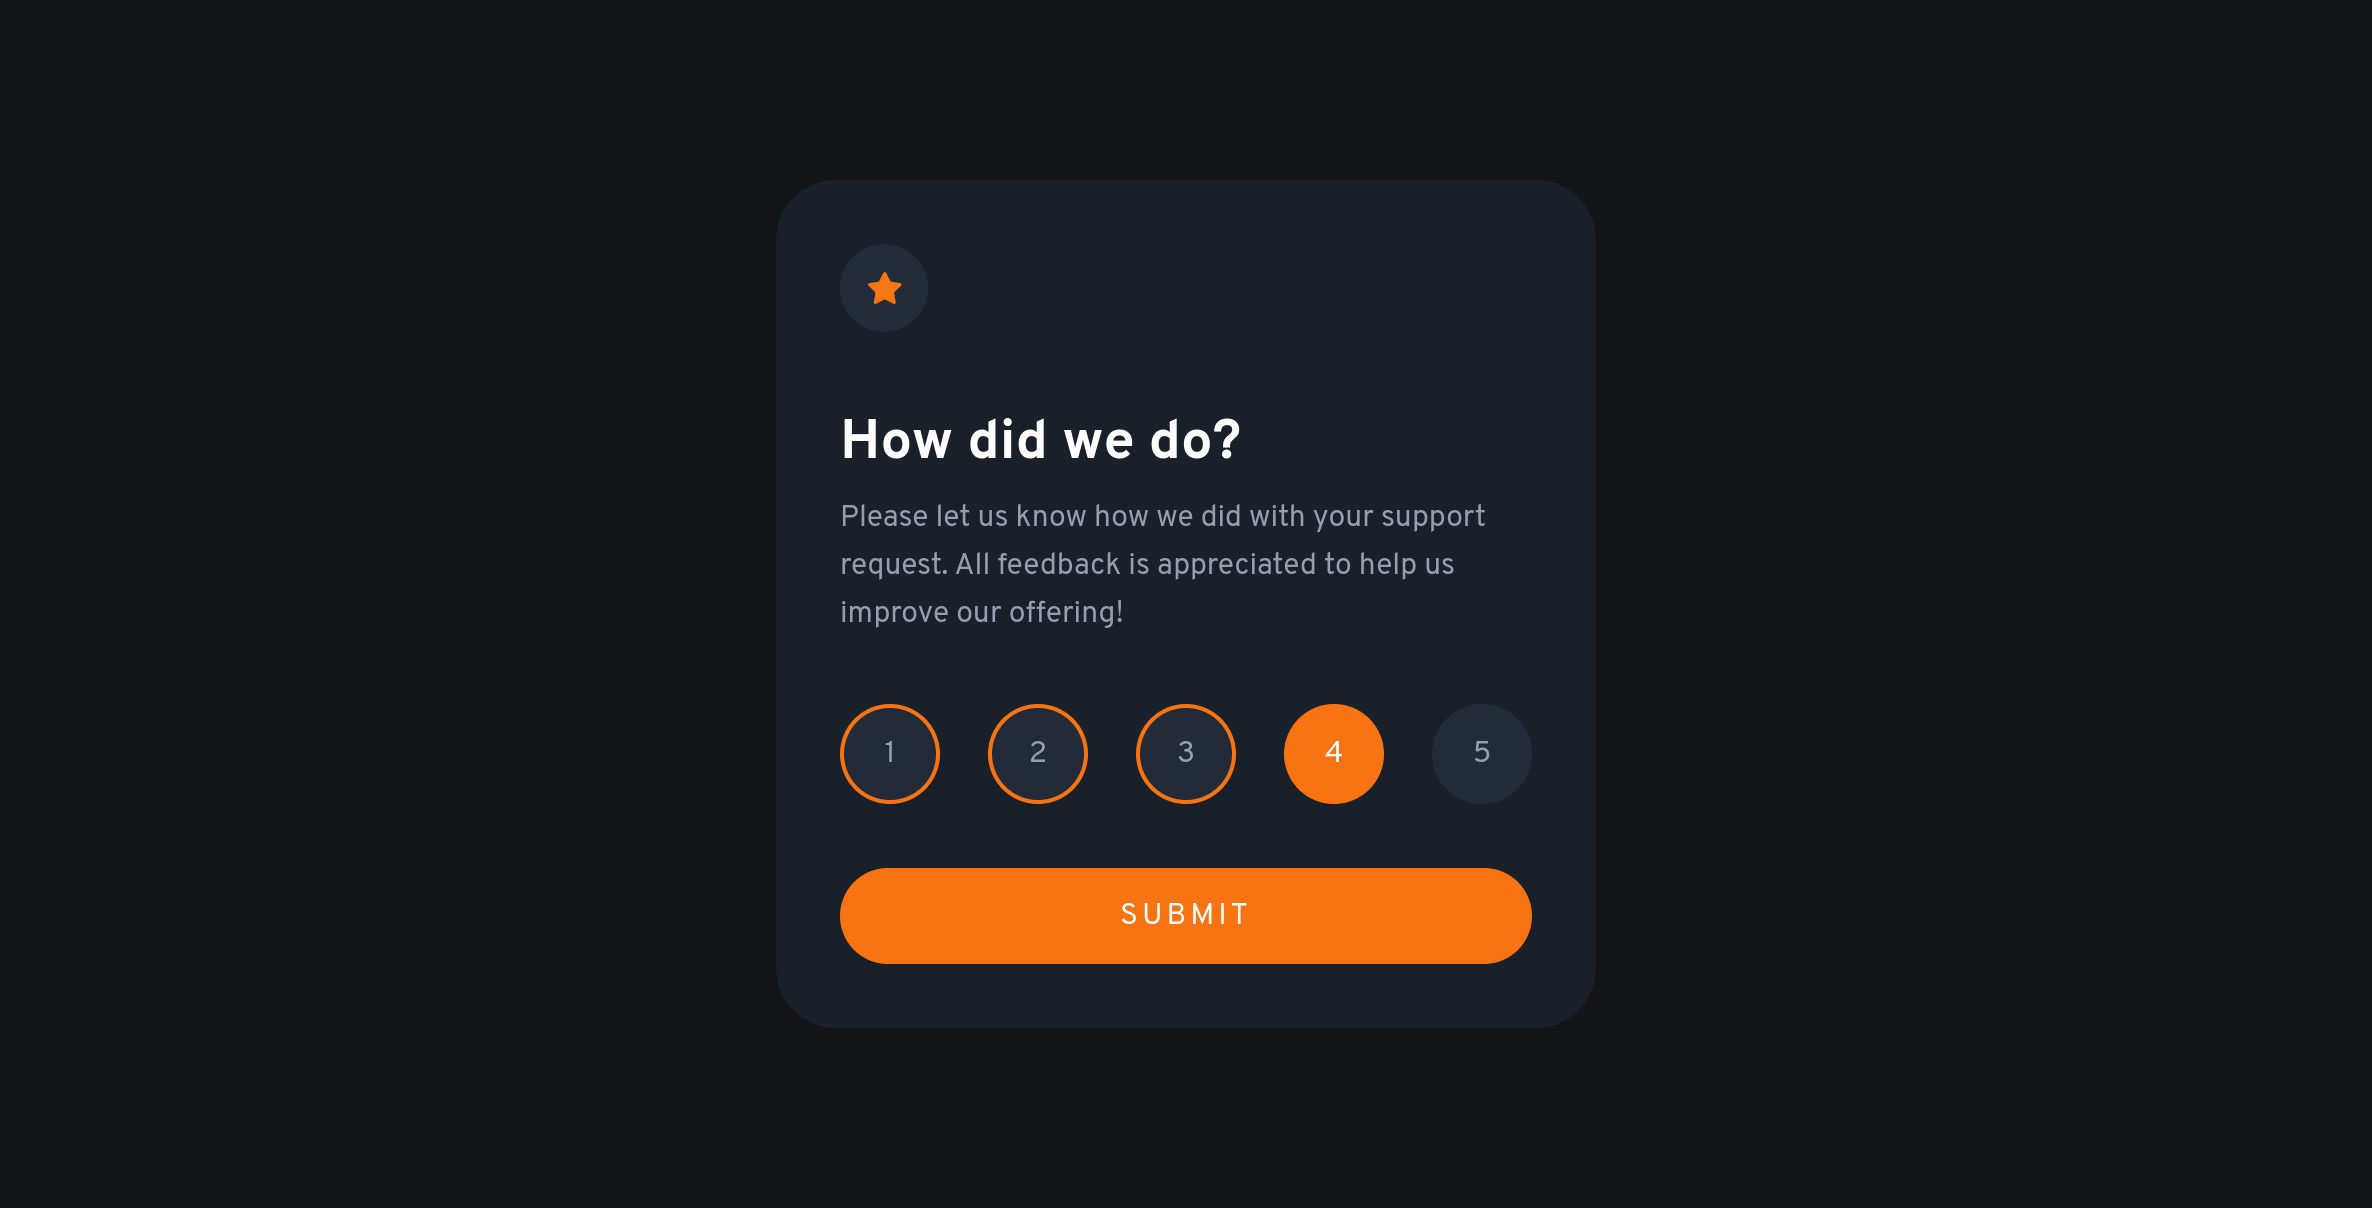 How did we do?
Please let us know how we did with your support
request. All feedback is appreciated to help us
improve our offering!
1 2 3 4 5
SUBMIT